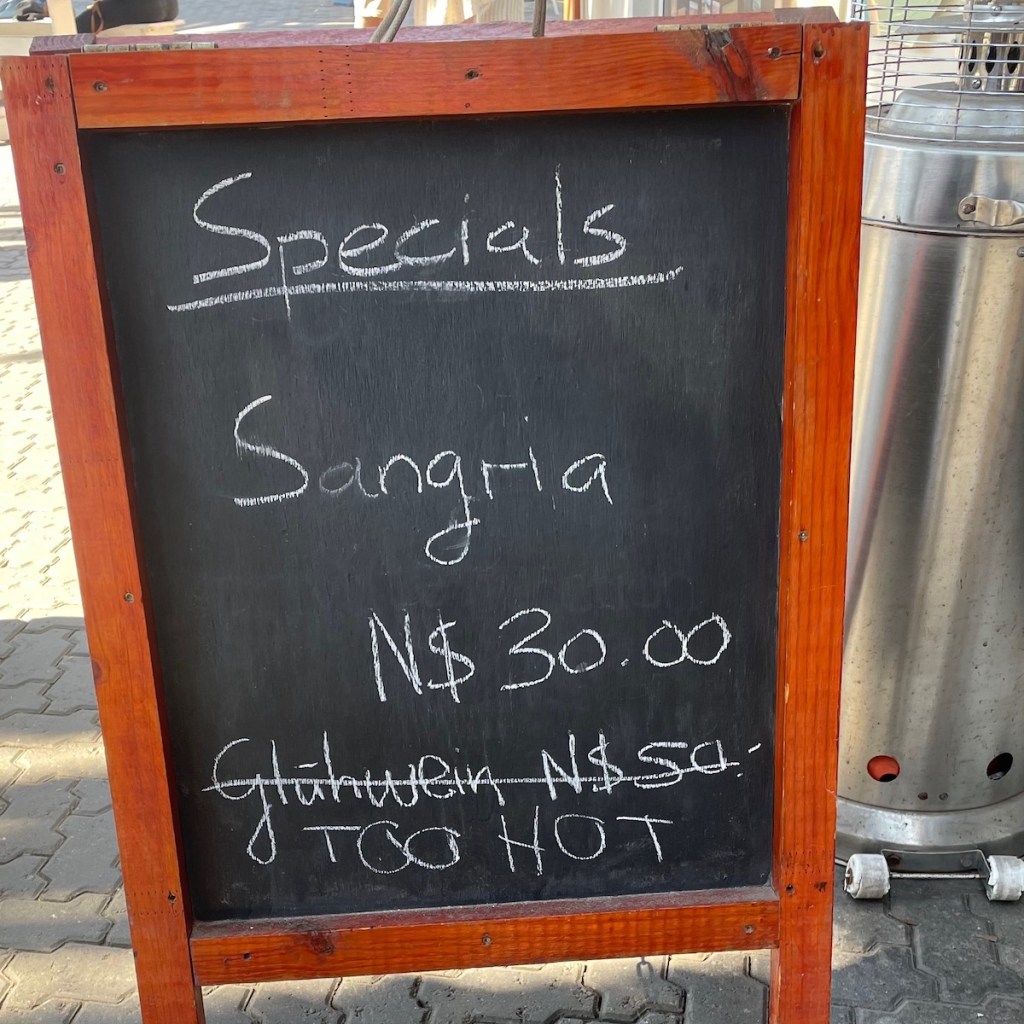 Specials
Sangria
N$ 30.00
Glühwein N$50.-
TOO HOT